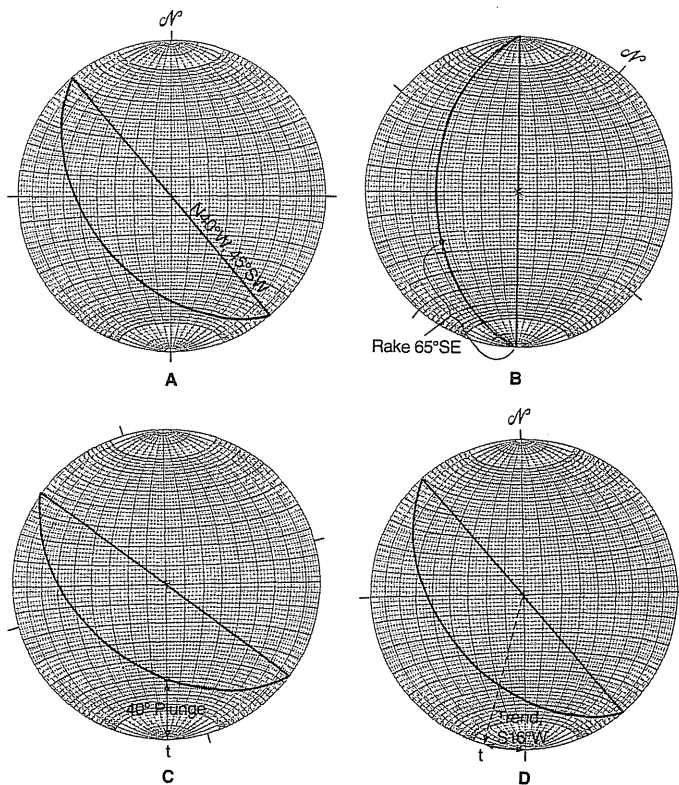 N
N40°W, 45°SW
A
N
Rake 65°SE
B
40° Plunge
t
C
N
Trend,
S16°W
t
D